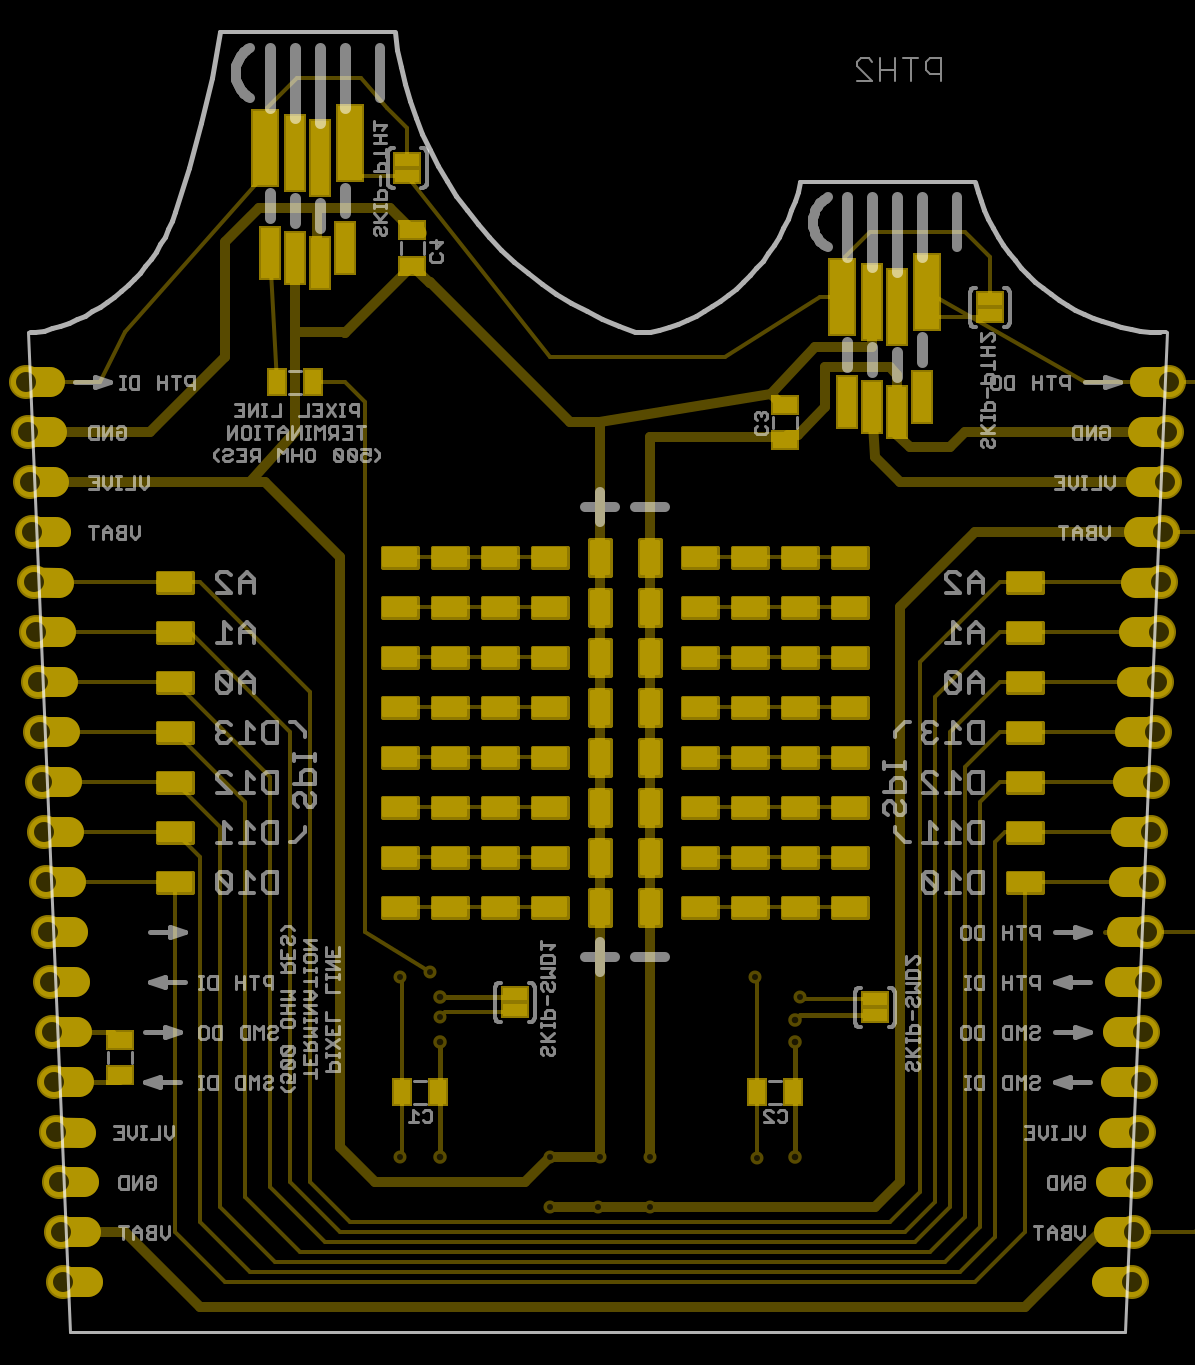 PTH2
SKIP-PTH1
C4
PTH DI
GND
VLIVE
VBAT
PIXEL LINE
TERMINATION
(500 OHM RES)
C3
SKIP-PTH2
PTH DO
GND
VLIVE
VBAT
A2
A1
A0
D13
D12
D11
D10
(SPI)
A2
A1
A0
D13
D12
D11
D10
(SPI)
PTH DI
SMD DO
SMD DI
VLIVE
GND
VBAT
PIXEL LINE
TERMINATION
(500 OHM RES)
SKIP-SMD1
C1
SKIP-SMD2
C2
PTH DO
PTH DI
SMD DO
SMD DI
VLIVE
GND
VBAT